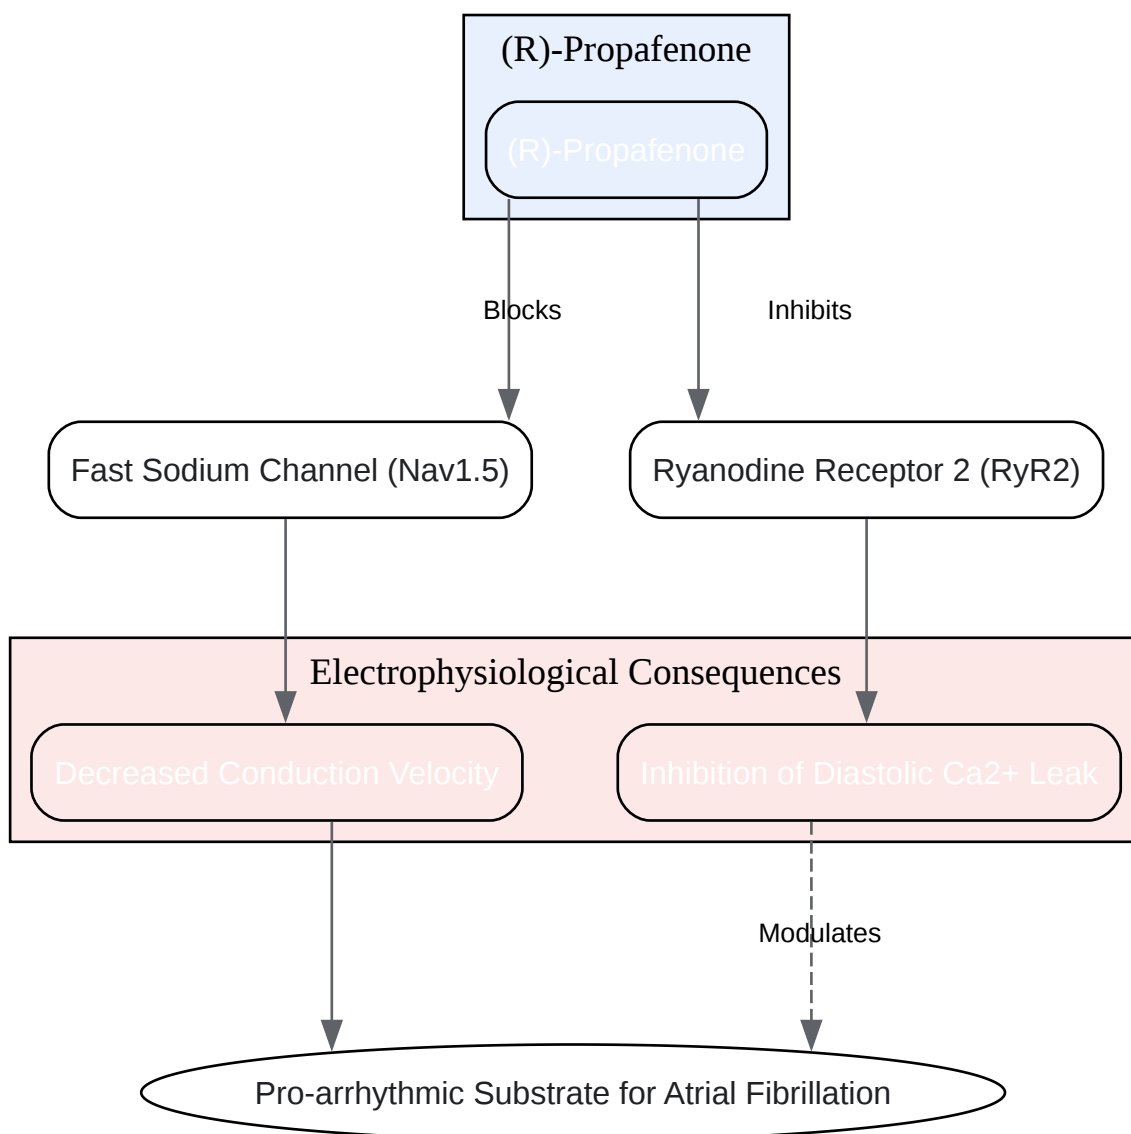 (R)-Propafenone
(R)-Propafenone
Blocks
Inhibits
Fast Sodium Channel (Nav1.5)
Ryanodine Receptor 2 (RyR2)
Electrophysiological Consequences
Decreased Conduction Velocity
Inhibition of Diastolic Ca2+ Leak
Modulates
Pro-arrhythmic Substrate for Atrial Fibrillation